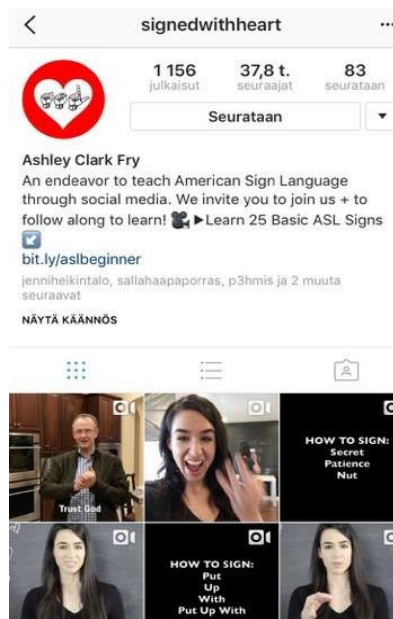 signedwithheart
1 156 37,8 t. 83
julkaisut seuraajat seurataan
Seurataan
Ashley Clark Fry
An endeavor to teach American Sign Language
through social media. We invite you to join us + to
follow along to learn! 🎥 ▶Learn 25 Basic ASL Signs
↙
bit.ly/aslbeginner
jenniheikintalo, sallahaapaporras, p3hmis ja 2 muuta
seuraavat
NÄYTÄ KÄÄNNÖS
Trust God
HOW TO SIGN:
Secret
Patience
Nut
HOW TO SIGN:
Put
Up
With
Put Up With